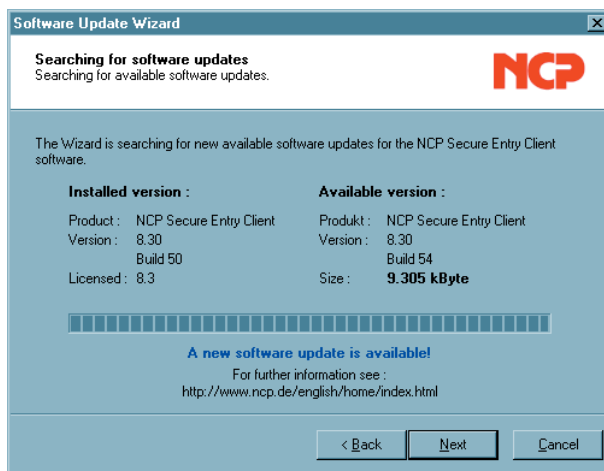 Software Update Wizard
Searching for software updates
Searching for available software updates.
NCP
The Wizard is searching for new available software updates for the NCP Secure Entry Client
software.
Installed version : Available version :
Product : NCP Secure Entry Client Produkt : NCP Secure Entry Client
Version : 8.30 Version : 8.30
Build 50 Build 54
Licensed : 8.3 Size : 9.305 kByte
A new software update is available!
For further information see :
http://www.ncp.de/english/home/index.html
< Back Next Cancel